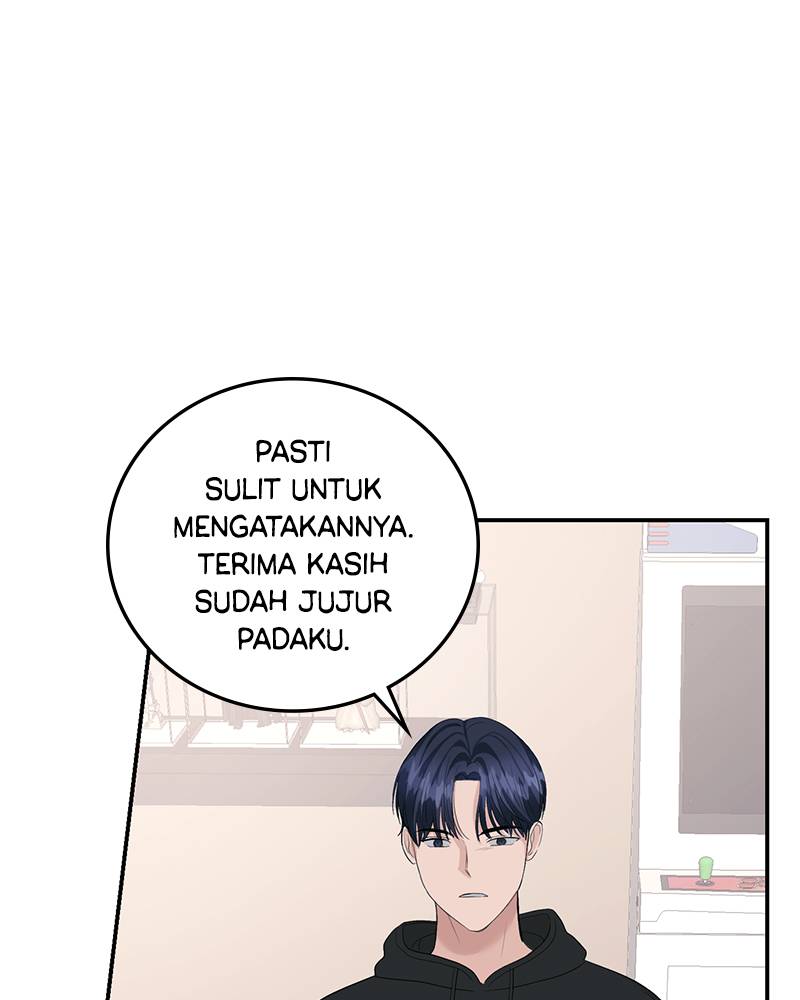 PASTI
SULIT UNTUK
MENGATAKANNYA.
TERIMA KASIH
SUDAH JUJUR
PADAKU.